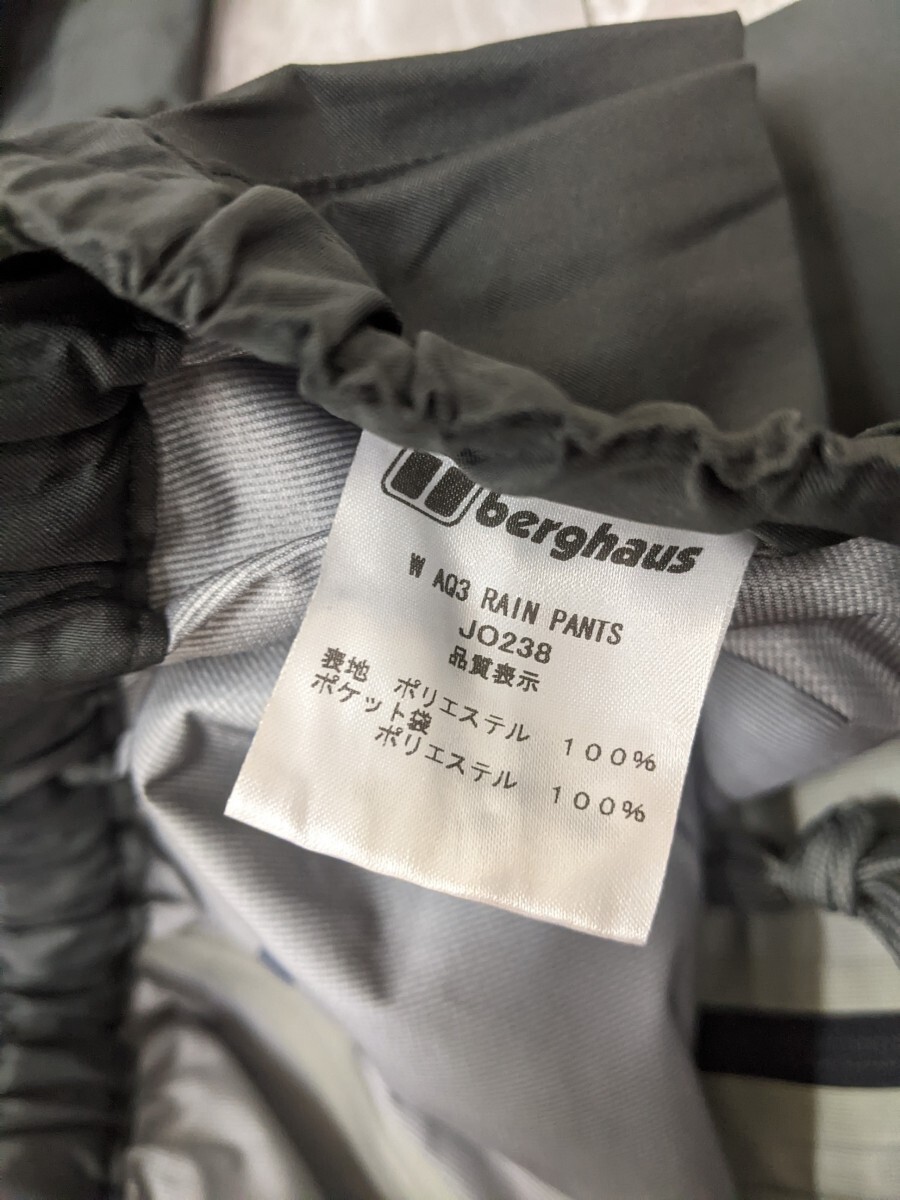 berghaus
W AQ3 RAIN PANTS
JO238
品質表示
表地 ポリエステル 100%
ポケット袋
ポリエステル 100%